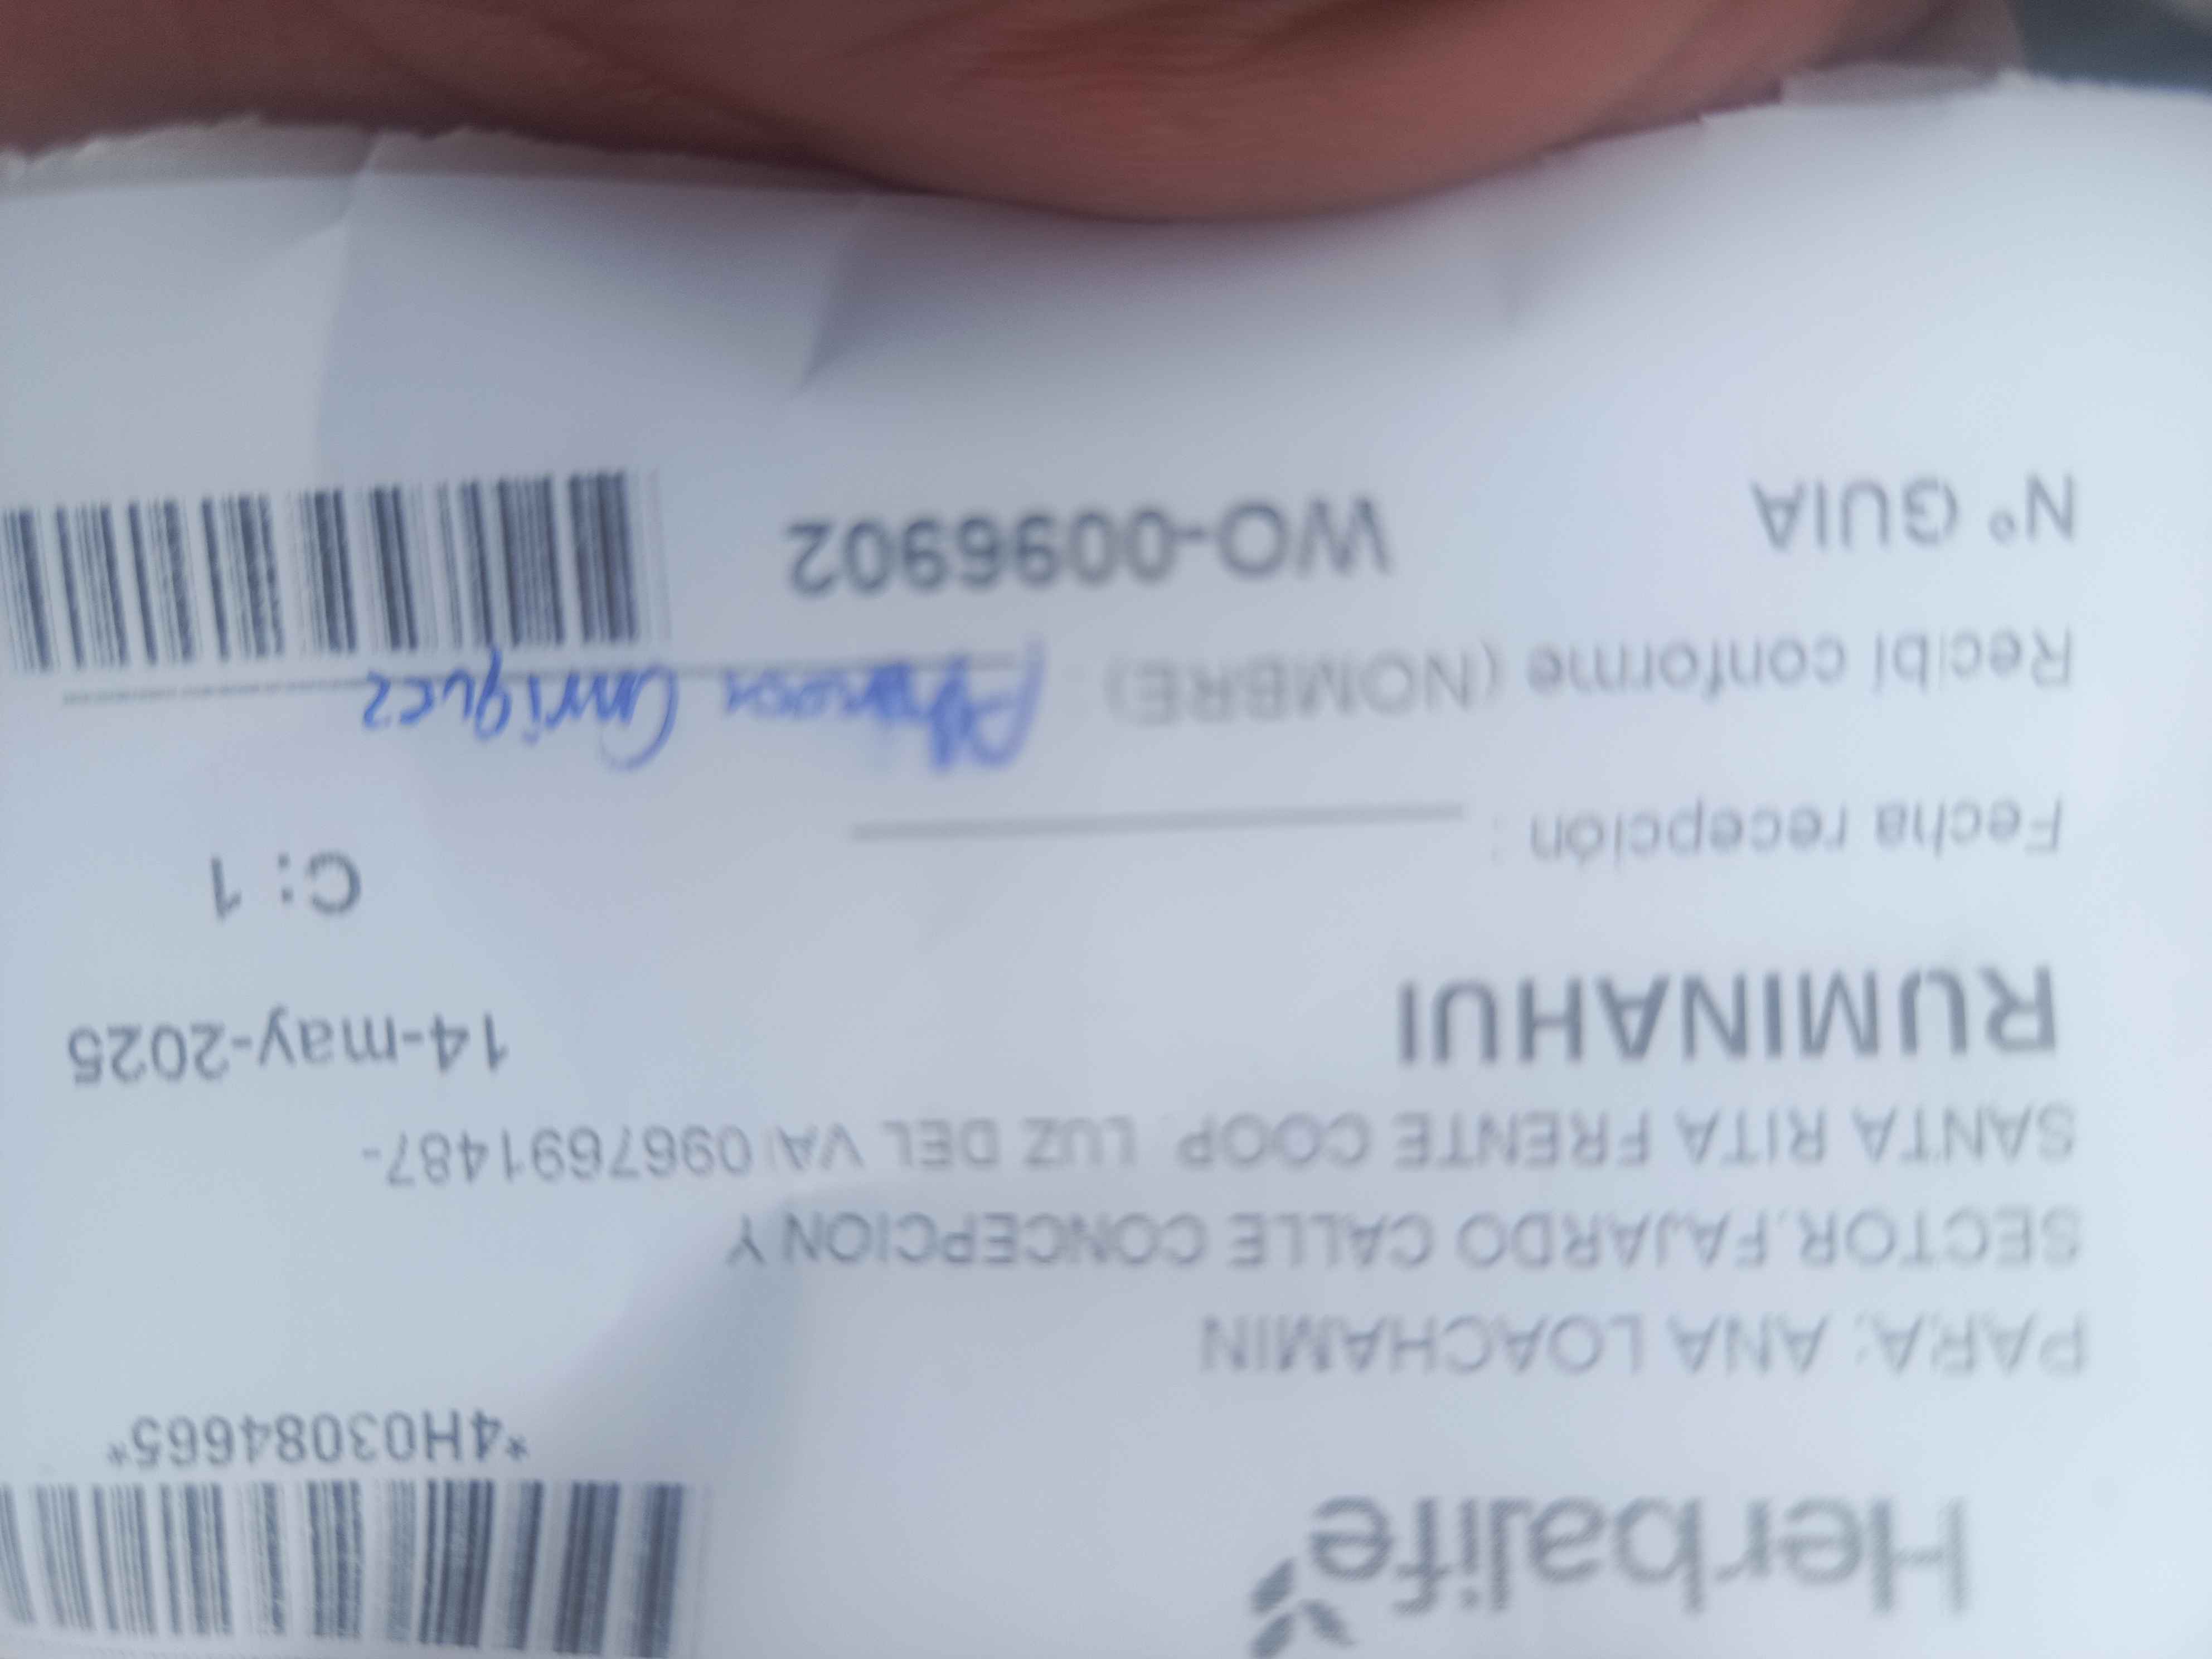 Herbalife
*4H03084665*
PARA: ANA LOACHAMIN
SECTOR.FAJARDO CALLE CONCEPCION Y
SANTA RITA FRENTE COOP LUZ DEL VA 0967691487-
RUMINAHUI 14-may-2025
C: 1
Fecha recepción :
Recibí conforme (NOMBRE) Enriquez
N° GUIA WO-0096902